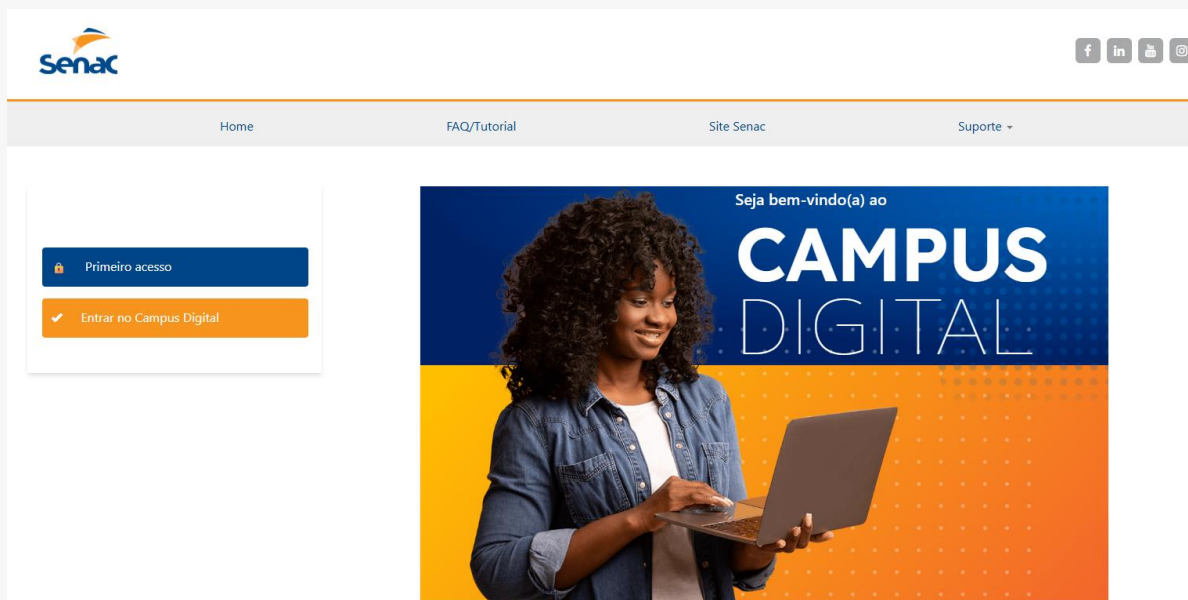 Senac
Home
FAQ/Tutorial
Site Senac
Suporte
Primeiro acesso
Entrar no Campus Digital
Seja bem-vindo(a) ao
CAMPUS
DIGITAL